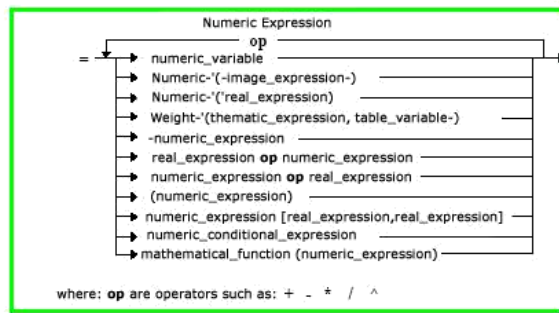 Numeric Expression
op
= numeric_variable
Numeric-'(-image_expression-)
Numeric-'('real_expression)
Weight-'(thematic_expression, table_variable-)
-numeric_expression
real_expression op numeric_expression
numeric_expression op real_expression
(numeric_expression)
numeric_expression [real_expression,real_expression]
numeric_conditional_expression
mathematical_function (numeric_expression)
where: op are operators such as: + - * / ^